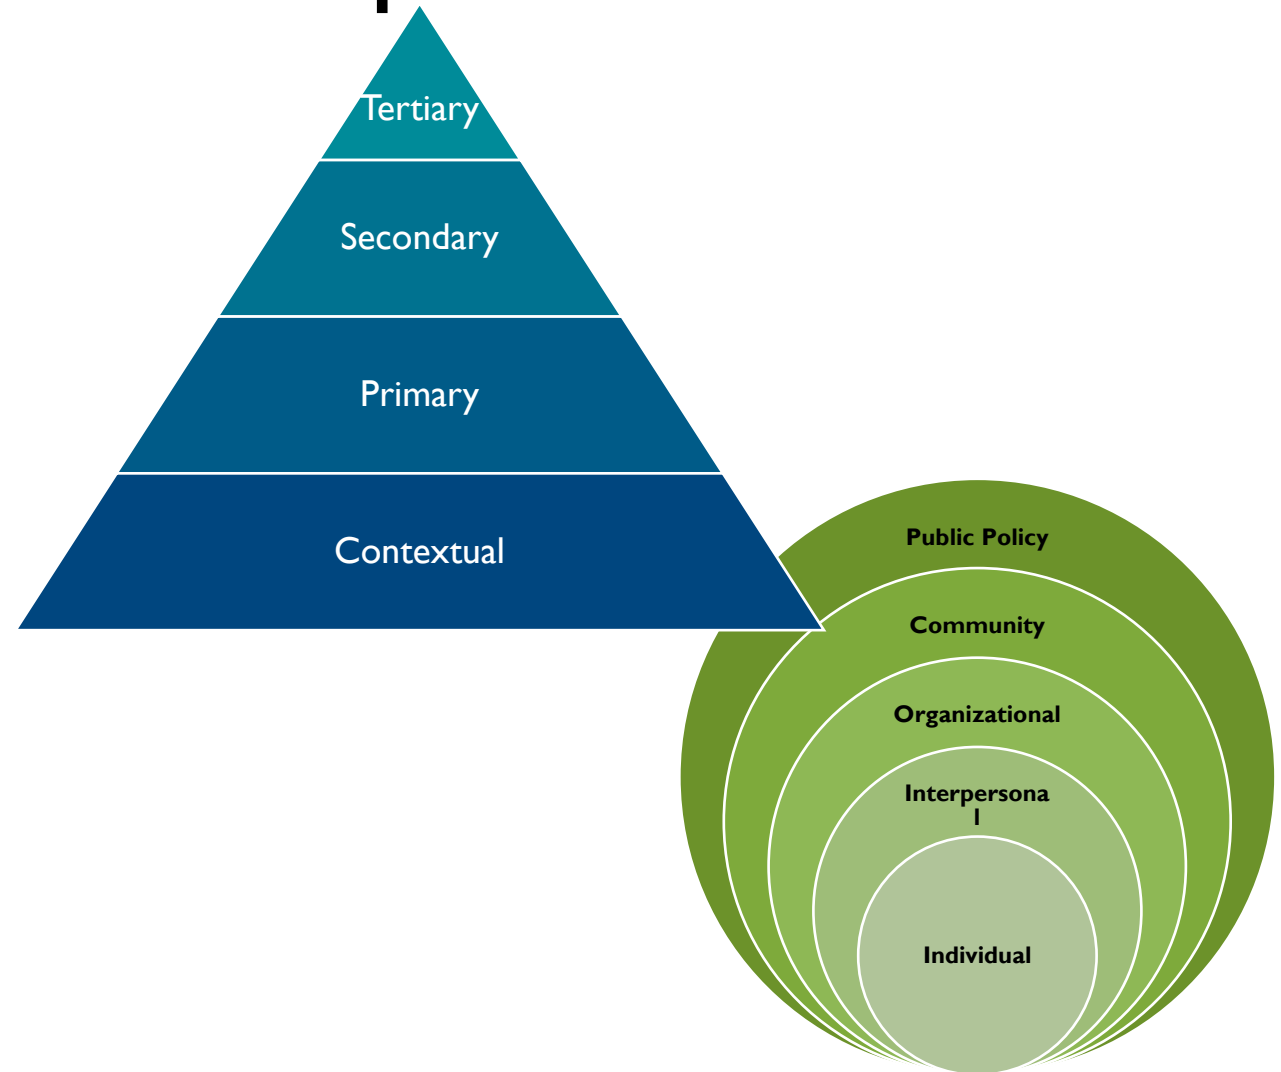 Tertiary
Secondary
Primary
Contextual
Public Policy
Community
Organizational
Interpersona
l
Individual